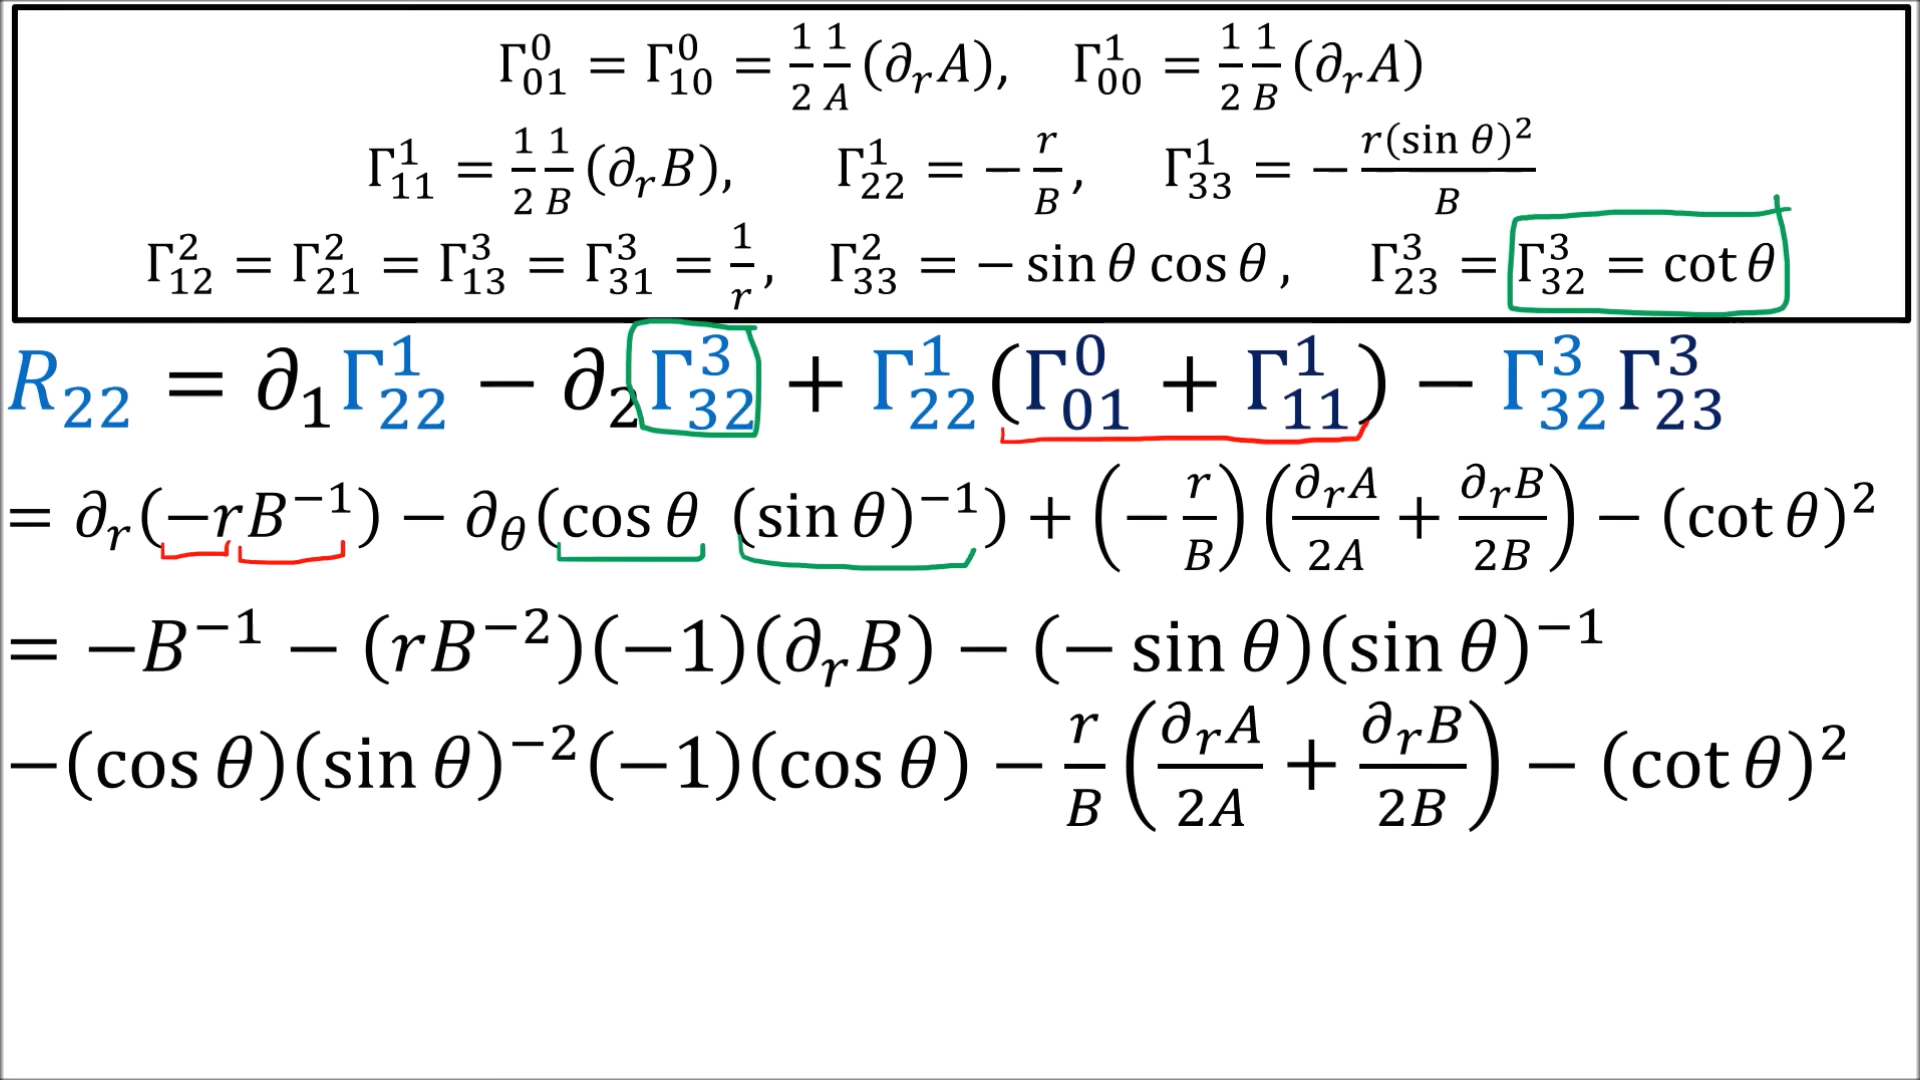 Γ⁰₀₁ = Γ⁰₁₀ = 1/2 1/A (∂ᵣA), Γ¹₀₀ = 1/2 1/B (∂ᵣA)
Γ¹₁₁ = 1/2 1/B (∂ᵣB), Γ¹₂₂ = − r/B, Γ¹₃₃ = − r(sin θ)²/B
Γ²₁₂ = Γ²₂₁ = Γ³₁₃ = Γ³₃₁ = 1/r, Γ²₃₃ = − sin θ cos θ, Γ³₂₃ = Γ³₃₂ = cot θ
R₂₂ = ∂₁Γ¹₂₂ − ∂₂Γ³₃₂ + Γ¹₂₂(Γ⁰₀₁ + Γ¹₁₁) − Γ³₃₂Γ³₂₃
= ∂ᵣ(−rB⁻¹) − ∂_θ(cos θ (sin θ)⁻¹) + (− r/B)(∂ᵣA/2A + ∂ᵣB/2B) − (cot θ)²
= −B⁻¹ − (rB⁻²)(−1)(∂ᵣB) − (− sin θ)(sin θ)⁻¹
−(cos θ)(sin θ)⁻²(−1)(cos θ) − r/B (∂ᵣA/2A + ∂ᵣB/2B) − (cot θ)²